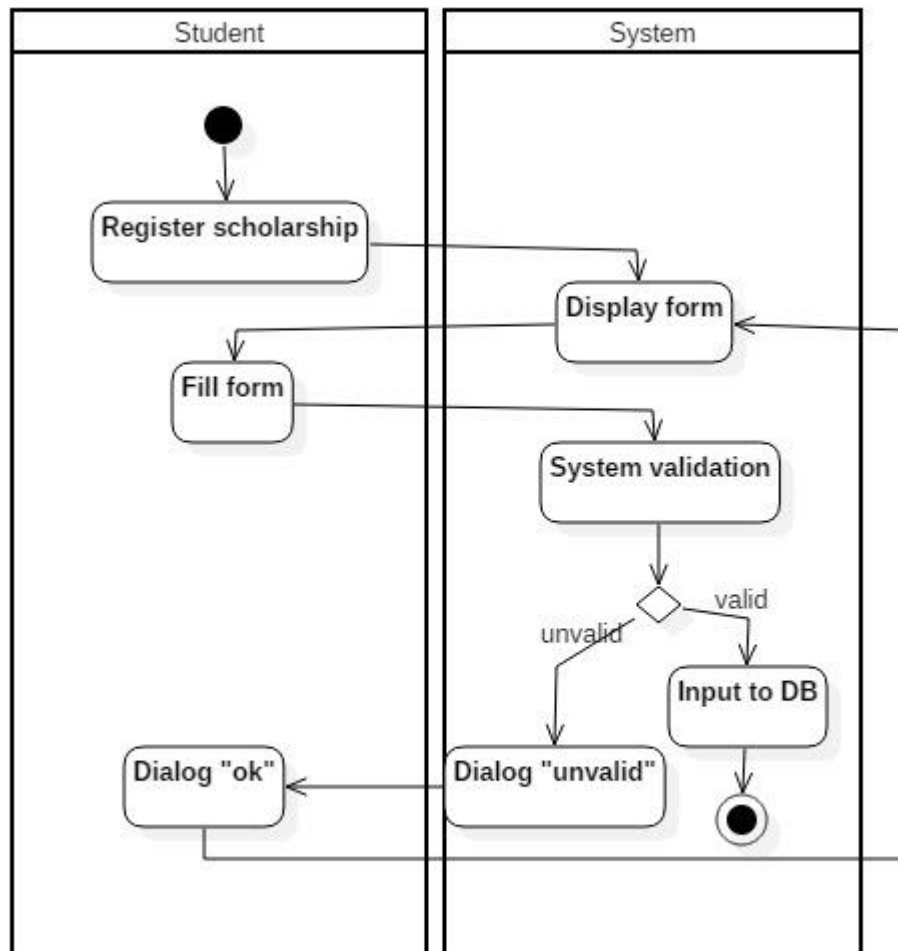 Student
System
Register scholarship
Display form
Fill form
System validation
valid
unvalid
Input to DB
Dialog "ok"
Dialog "unvalid"